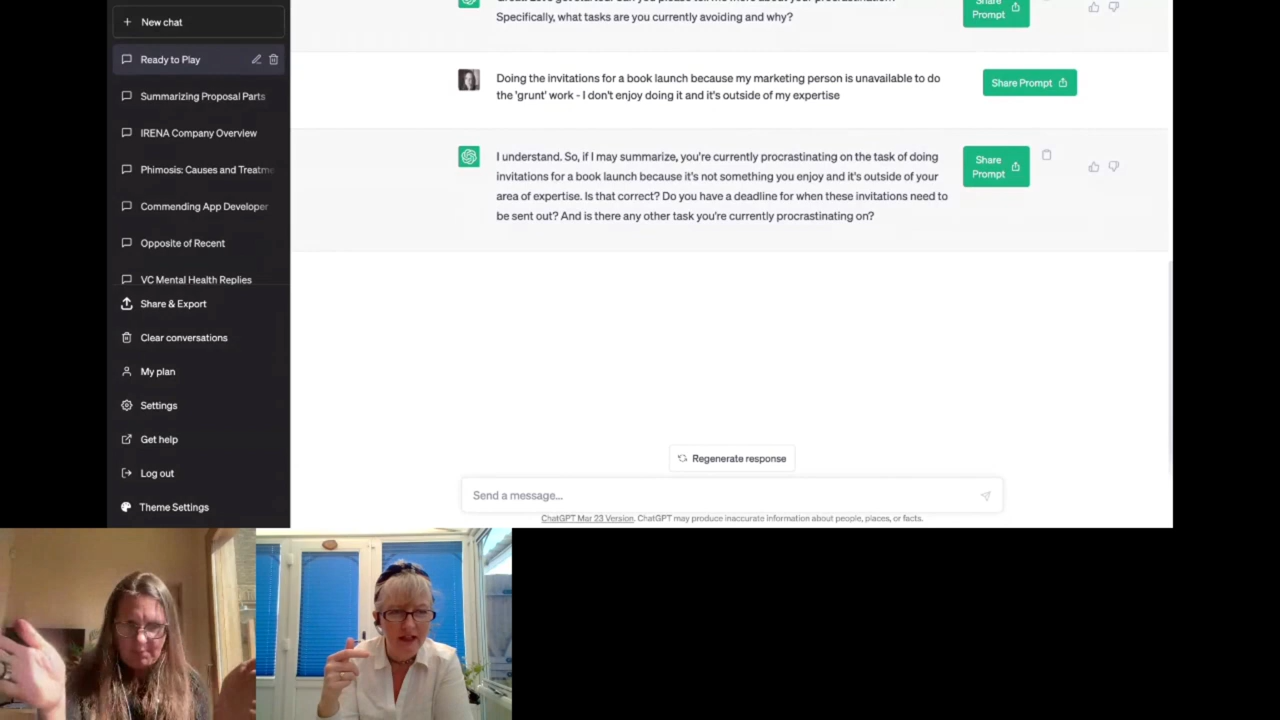 New chat
Ready to Play
Summarizing Proposal Parts
IRENA Company Overview
Phimosis: Causes and Treatme
Commending App Developer
Opposite of Recent
VC Mental Health Replies
Share & Export
Clear conversations
My plan
Settings
Get help
Log out
Theme Settings
Specifically, what tasks are you currently avoiding and why?
Share
Prompt
Doing the invitations for a book launch because my marketing person is unavailable to do
the 'grunt' work - I don't enjoy doing it and it's outside of my expertise
Share Prompt
I understand. So, if I may summarize, you're currently procrastinating on the task of doing
invitations for a book launch because it's not something you enjoy and it's outside of your
area of expertise. Is that correct? Do you have a deadline for when these invitations need to
be sent out? And is there any other task you're currently procrastinating on?
Share
Prompt
Regenerate response
Send a message...
ChatGPT Mar 23 Version. ChatGPT may produce inaccurate information about people, places, or facts.